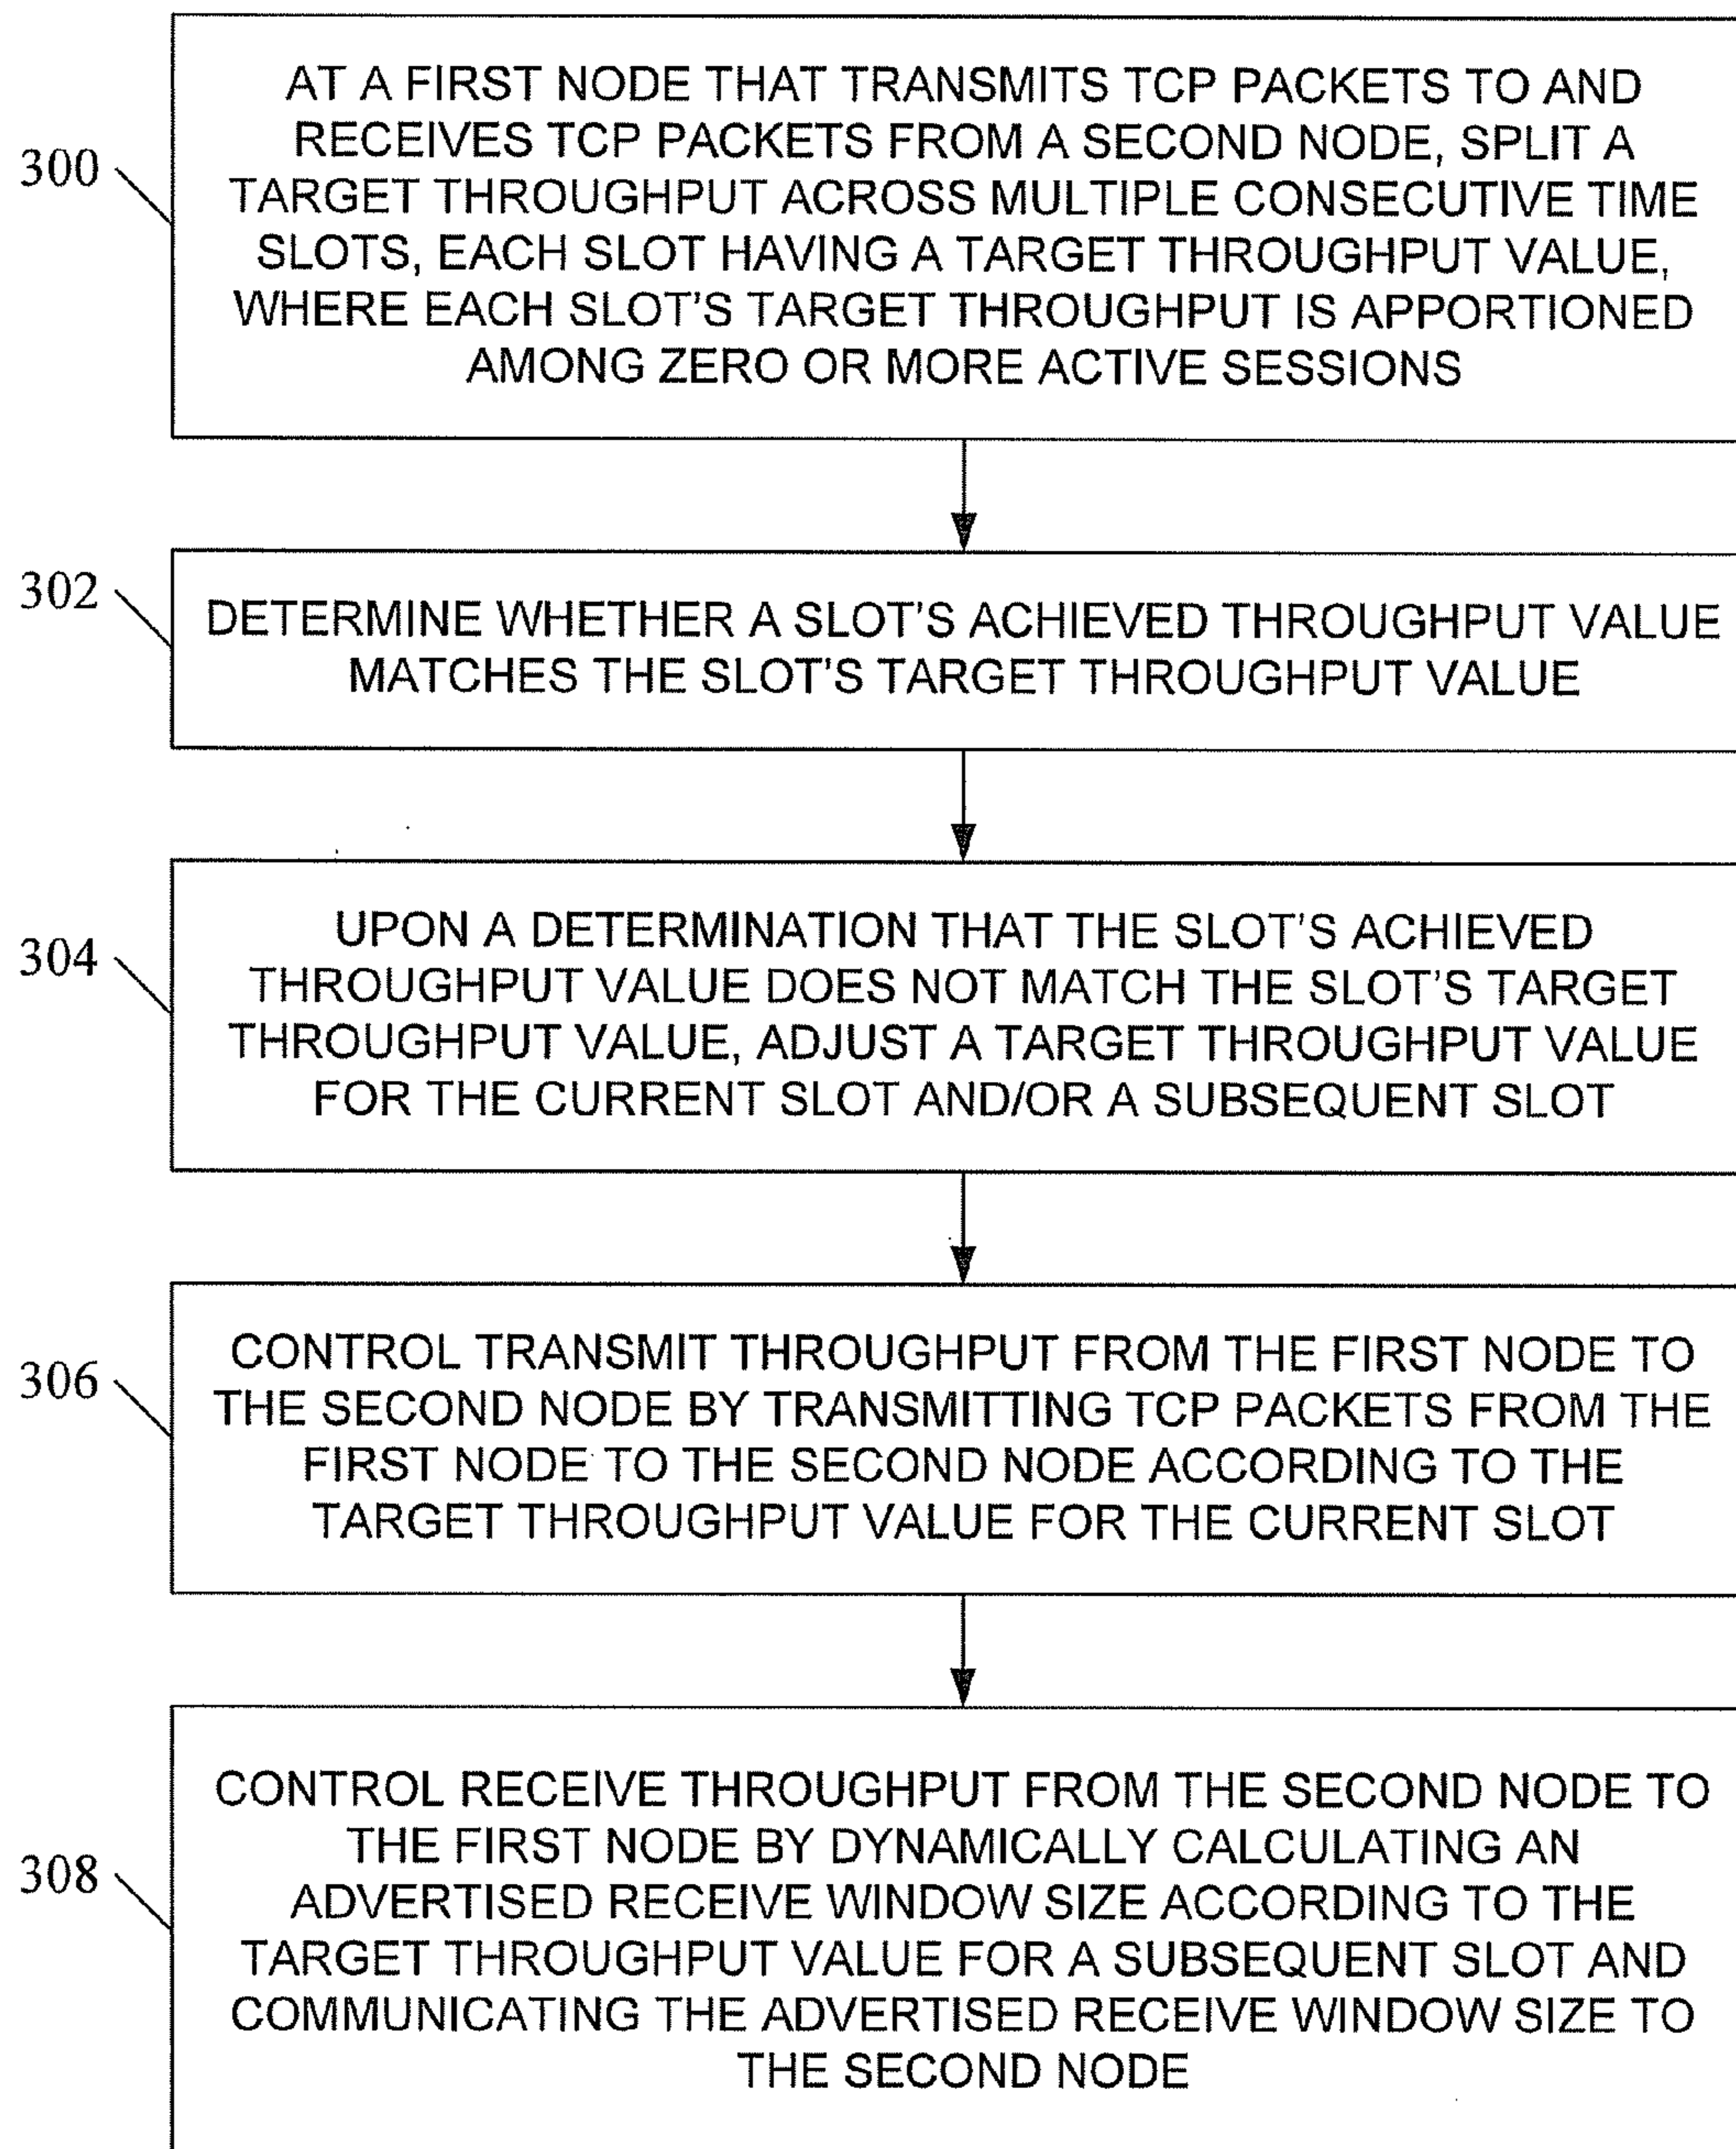 300
AT A FIRST NODE THAT TRANSMITS TCP PACKETS TO AND
RECEIVES TCP PACKETS FROM A SECOND NODE, SPLIT A
TARGET THROUGHPUT ACROSS MULTIPLE CONSECUTIVE TIME
SLOTS, EACH SLOT HAVING A TARGET THROUGHPUT VALUE,
WHERE EACH SLOT'S TARGET THROUGHPUT IS APPORTIONED
AMONG ZERO OR MORE ACTIVE SESSIONS
302
DETERMINE WHETHER A SLOT'S ACHIEVED THROUGHPUT VALUE
MATCHES THE SLOT'S TARGET THROUGHPUT VALUE
304
UPON A DETERMINATION THAT THE SLOT'S ACHIEVED
THROUGHPUT VALUE DOES NOT MATCH THE SLOT'S TARGET
THROUGHPUT VALUE, ADJUST A TARGET THROUGHPUT VALUE
FOR THE CURRENT SLOT AND/OR A SUBSEQUENT SLOT
306
CONTROL TRANSMIT THROUGHPUT FROM THE FIRST NODE TO
THE SECOND NODE BY TRANSMITTING TCP PACKETS FROM THE
FIRST NODE TO THE SECOND NODE ACCORDING TO THE
TARGET THROUGHPUT VALUE FOR THE CURRENT SLOT
308
CONTROL RECEIVE THROUGHPUT FROM THE SECOND NODE TO
THE FIRST NODE BY DYNAMICALLY CALCULATING AN
ADVERTISED RECEIVE WINDOW SIZE ACCORDING TO THE
TARGET THROUGHPUT VALUE FOR A SUBSEQUENT SLOT AND
COMMUNICATING THE ADVERTISED RECEIVE WINDOW SIZE TO
THE SECOND NODE